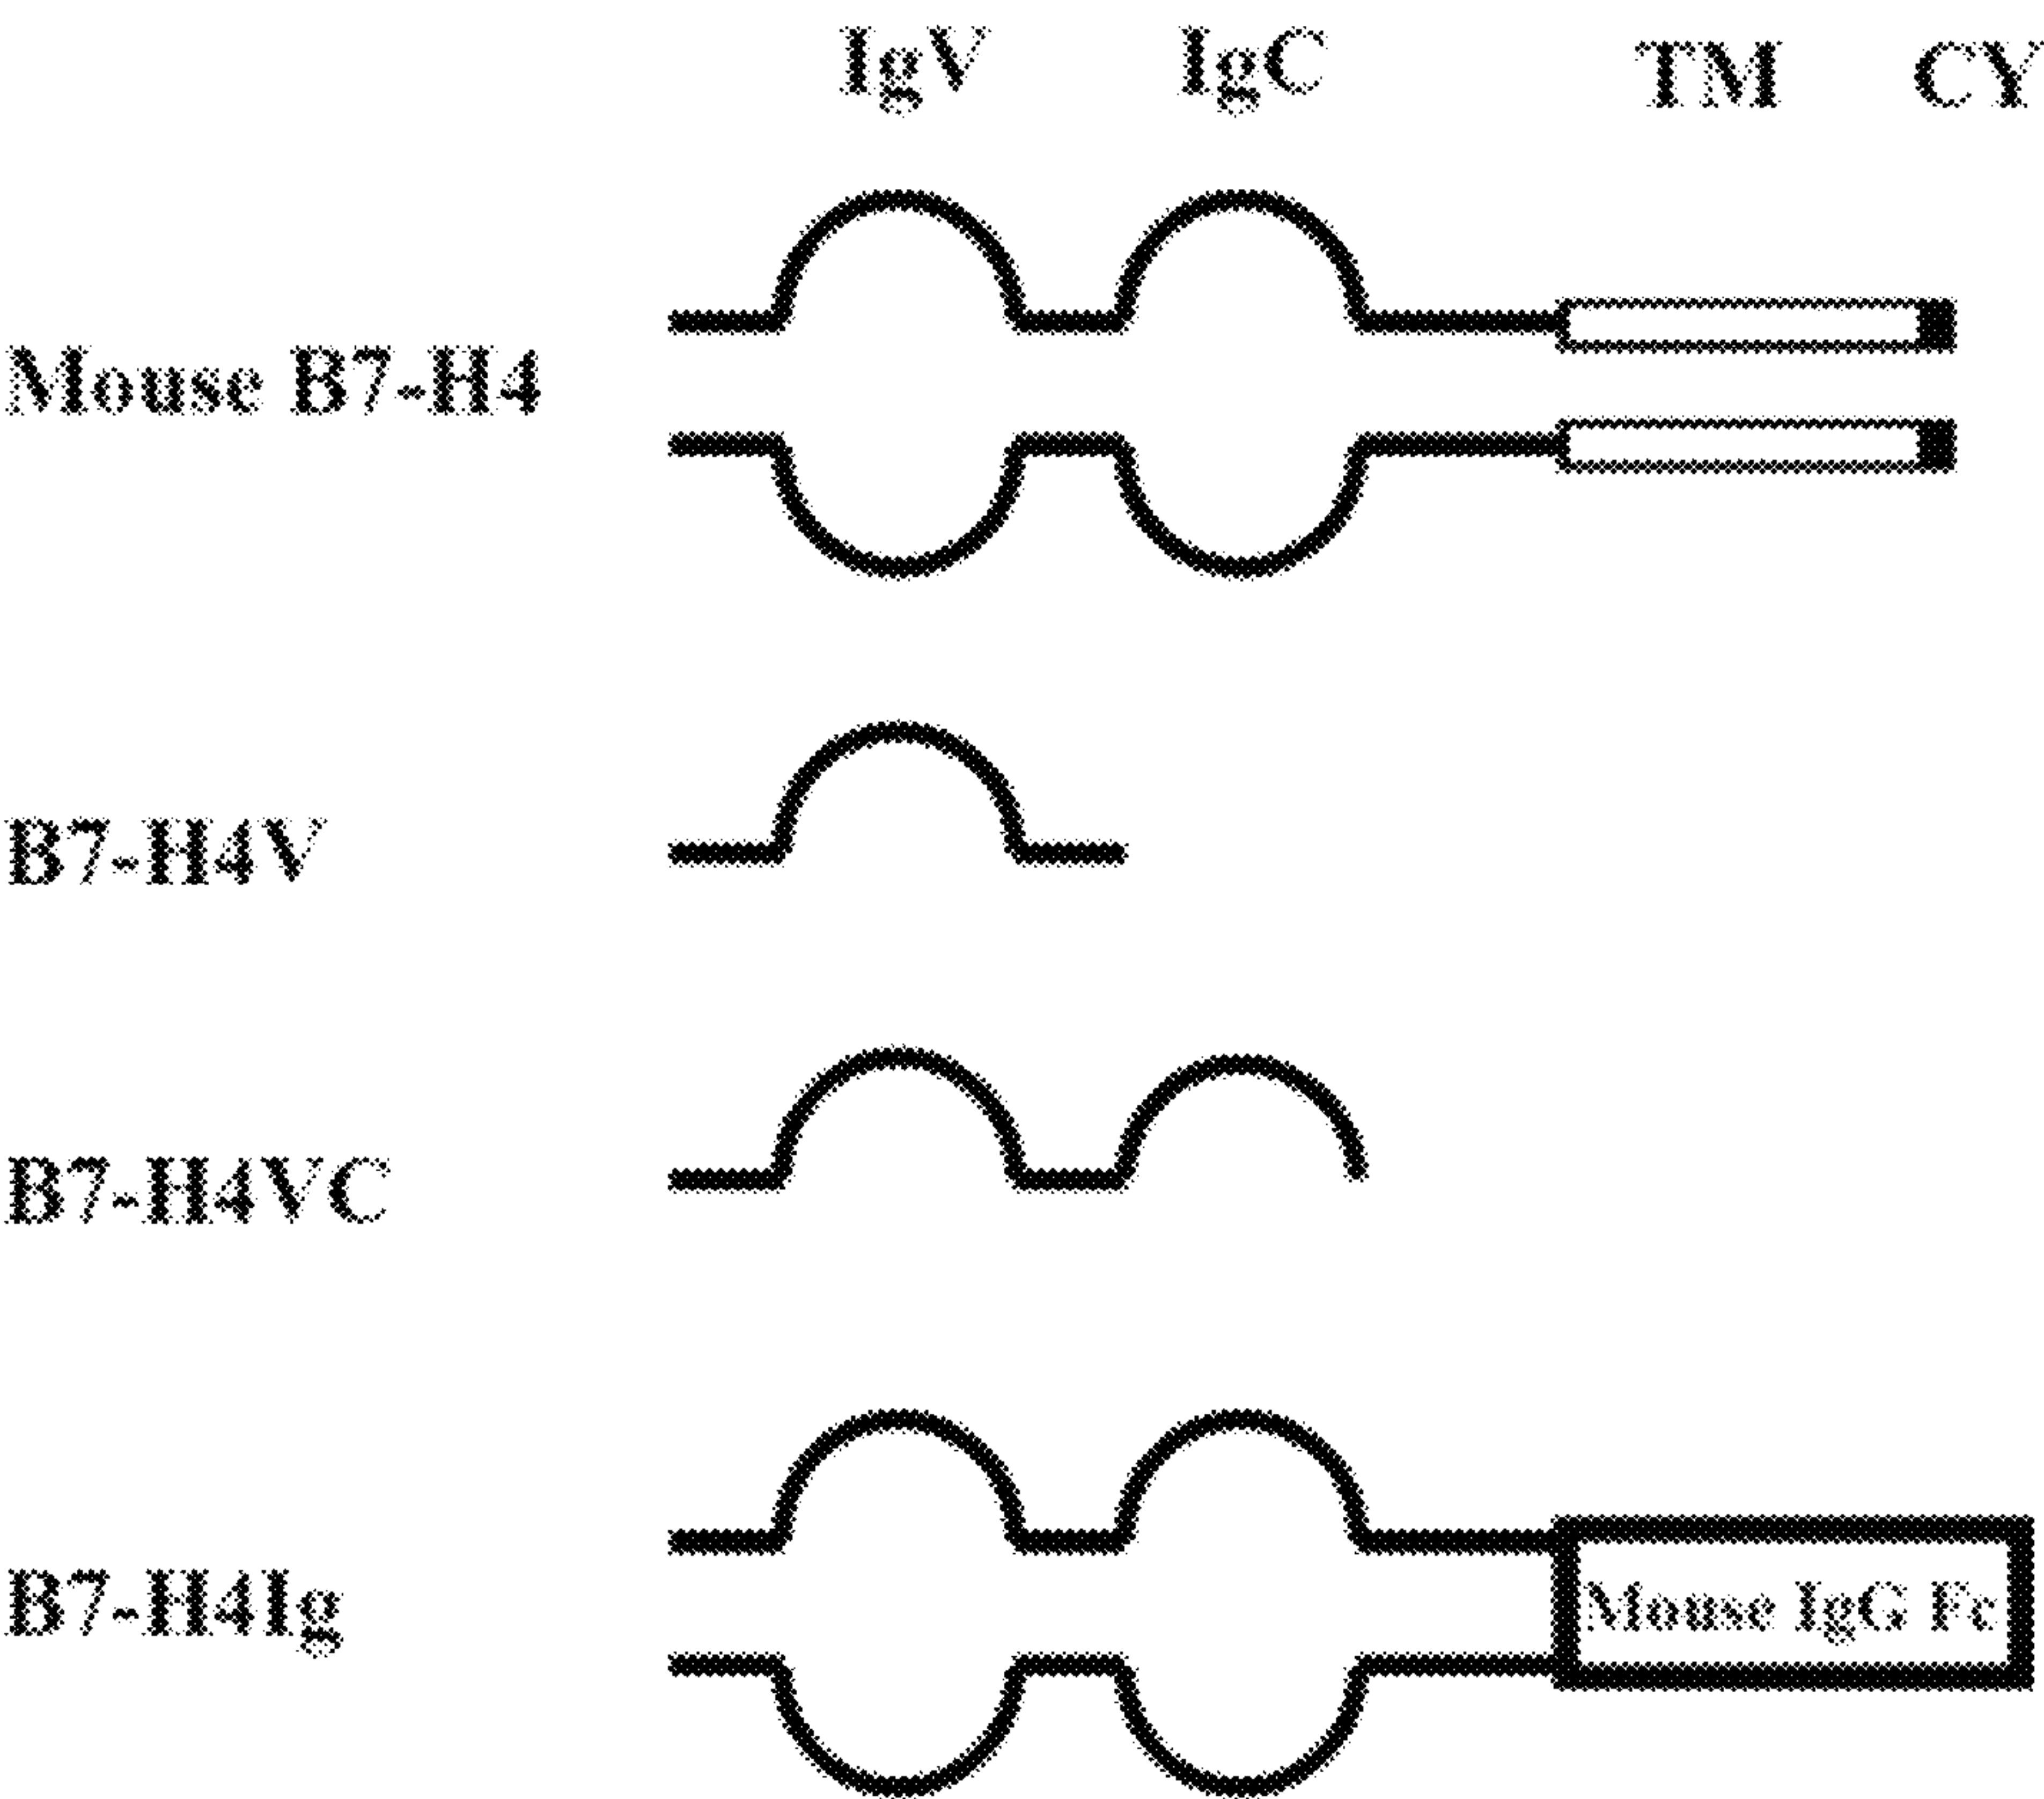 IgV IgC TM CY
Mouse B7-H4
B7-H4V
B7-H4VC
B7-H4Ig
Mouse IgG Fc